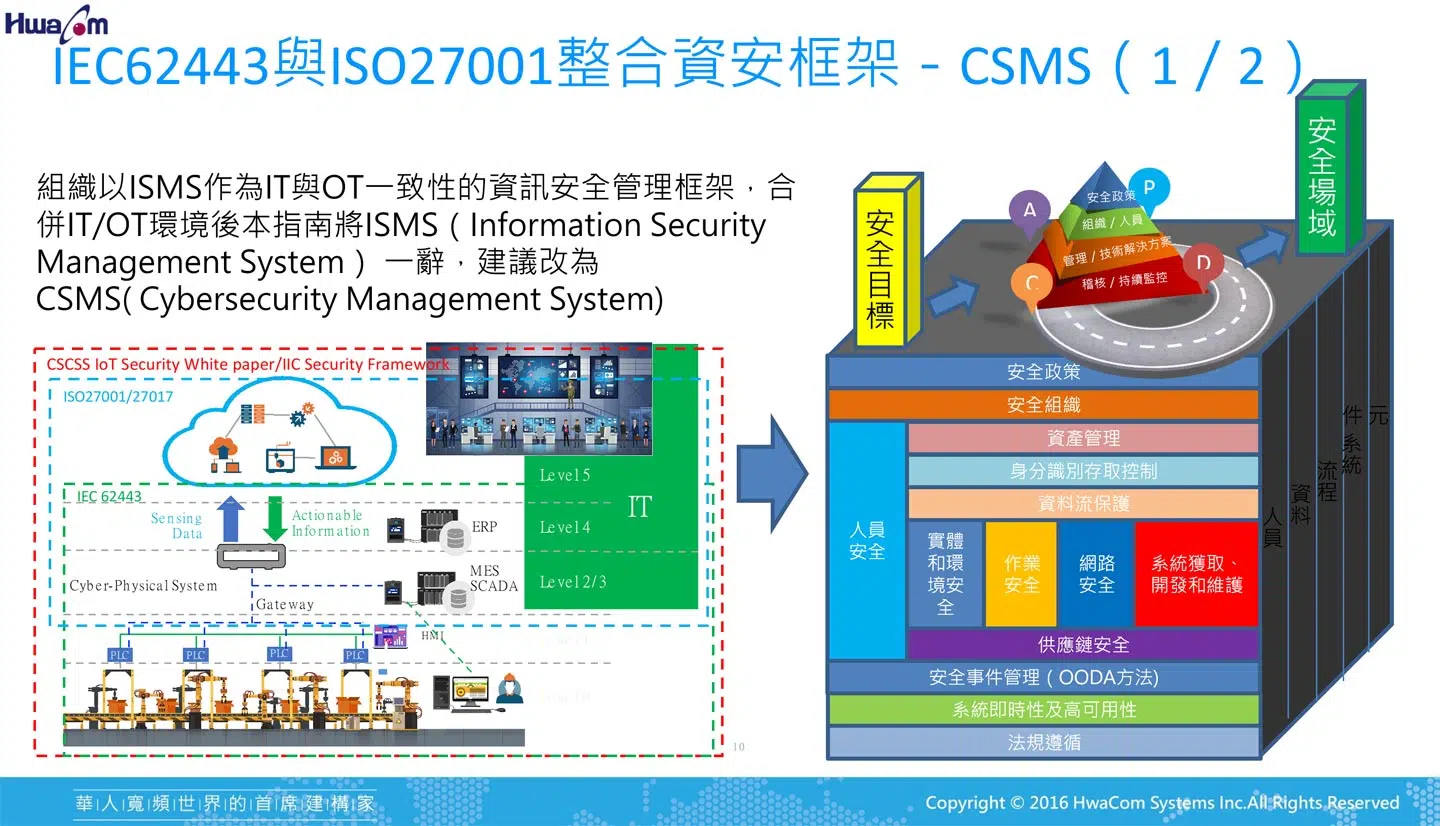 HwaCom
IEC62443與ISO27001整合資安框架 - CSMS（1／2）
組織以ISMS作為IT與OT一致性的資訊安全管理框架，合
併IT/OT環境後本指南將ISMS（Information Security
Management System） 一辭，建議改為
CSMS( Cybersecurity Management System)
CSCSS IoT Security White paper/IIC Security Framework
ISO27001/27017
IEC 62443
Sensing
Data
Actionable
Information
ERP
MES
SCADA
Cyber-Physical System
Gateway
HMI
PLC
PLC
PLC
PLC
Level5
Level4
Level2/3
IT
10
安全目標
安全場域
A
P
C
D
安全政策
組織 / 人員
管理 / 技術解決方案
稽核 / 持續監控
安全政策
安全組織
人員
安全
資產管理
身分識別存取控制
資料流保護
實體
和環
境安
全
作業
安全
網路
安全
系統獲取、
開發和維護
供應鏈安全
安全事件管理（OODA方法)
系統即時性及高可用性
法規遵循
人員
資料
流程
系統
元件
華人寬頻世界的首席建構家
Copyright © 2016 HwaCom Systems Inc.All Rights Reserved